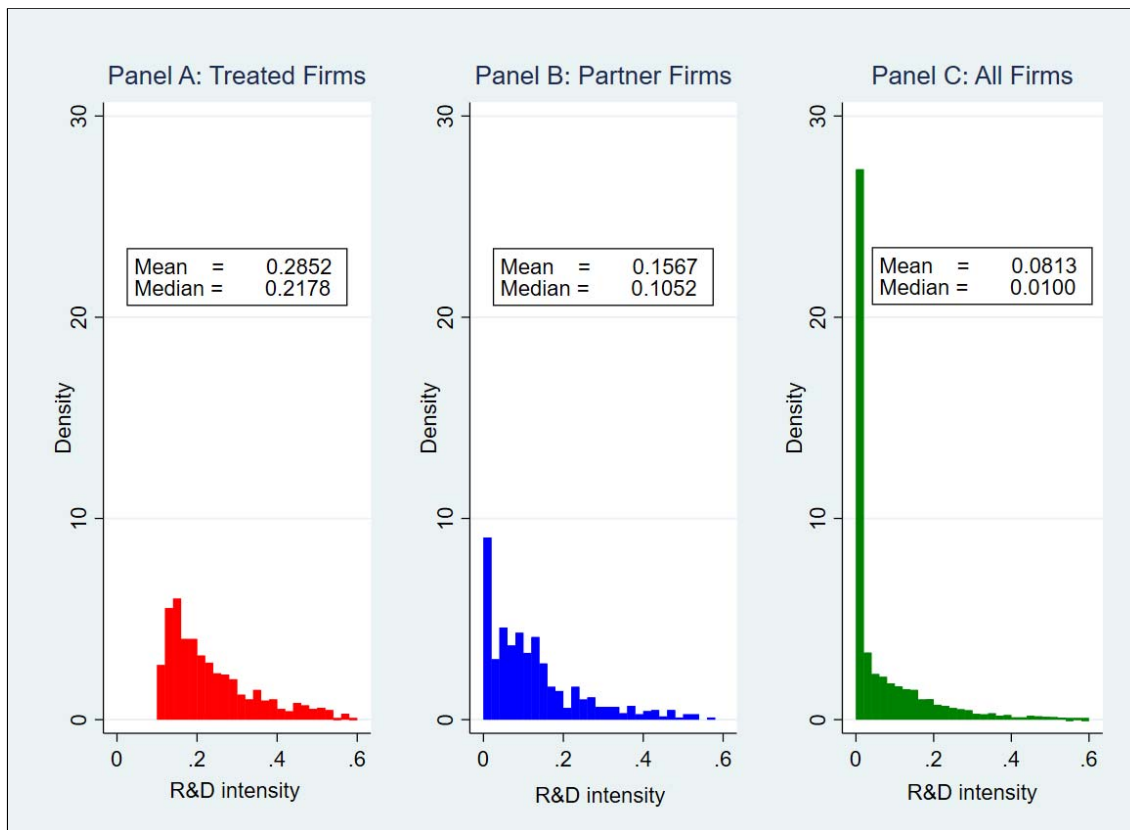 Panel A: Treated Firms
30
20
10
0
Density
Mean = 0.2852
Median = 0.2178
0 .2 .4 .6
R&D intensity
Panel B: Partner Firms
30
20
10
0
Density
Mean = 0.1567
Median = 0.1052
0 .2 .4 .6
R&D intensity
Panel C: All Firms
30
20
10
0
Density
Mean = 0.0813
Median = 0.0100
0 .2 .4 .6
R&D intensity